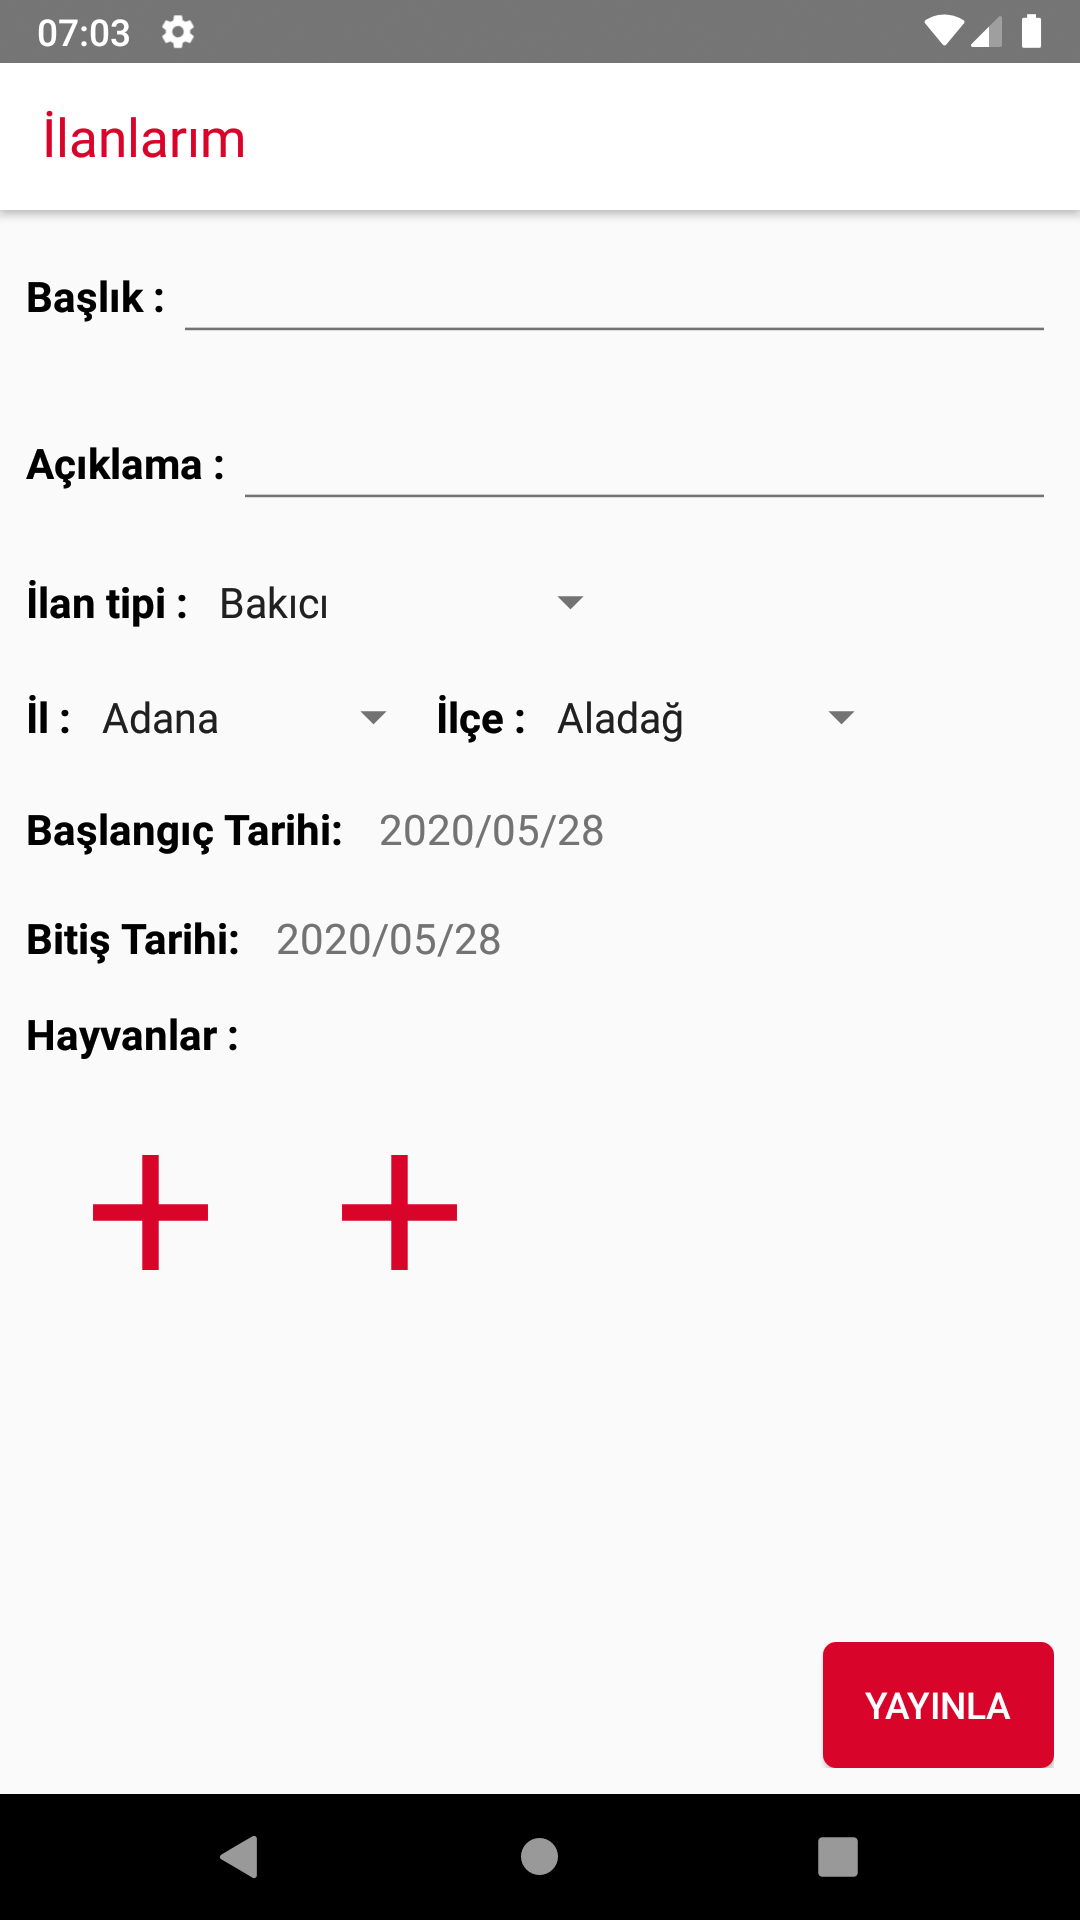 07:03
İlanlarım
Başlık :
Açıklama :
İlan tipi : Bakıcı
İl : Adana İlçe : Aladağ
Başlangıç Tarihi: 2020/05/28
Bitiş Tarihi: 2020/05/28
Hayvanlar :
YAYINLA